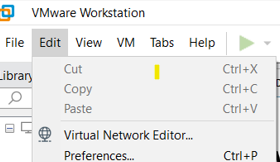 VMware Workstation
File Edit View VM Tabs Help
Library
Cut Ctrl+X
Copy Ctrl+C
Paste Ctrl+V
Virtual Network Editor...
Preferences... Ctrl+P